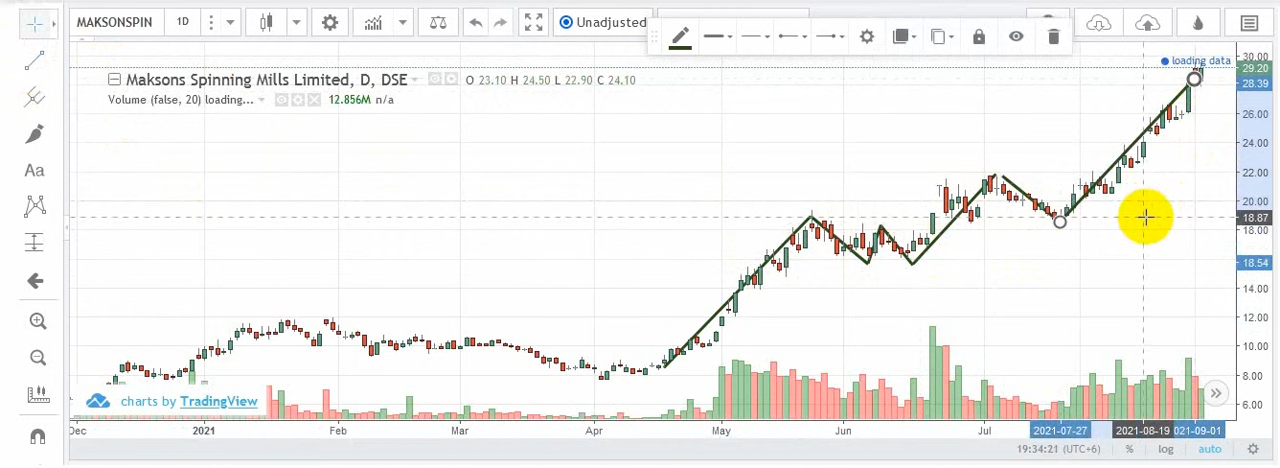 MAKSONSPIN 1D Unadjusted
Maksons Spinning Mills Limited, D, DSE O 23.10 H 24.50 L 22.90 C 24.10
Volume (false, 20) loading... 12.856M n/a
loading data
30.00
29.20
28.39
26.00
24.00
22.00
20.00
18.87
18.00
18.54
14.00
12.00
10.00
8.00
6.00
Aa
charts by TradingView
Dec 2021 Feb Mar Apr May Jun Jul 2021-07-27 2021-08-19 021-09-01
19:34:21 (UTC+6) % log auto